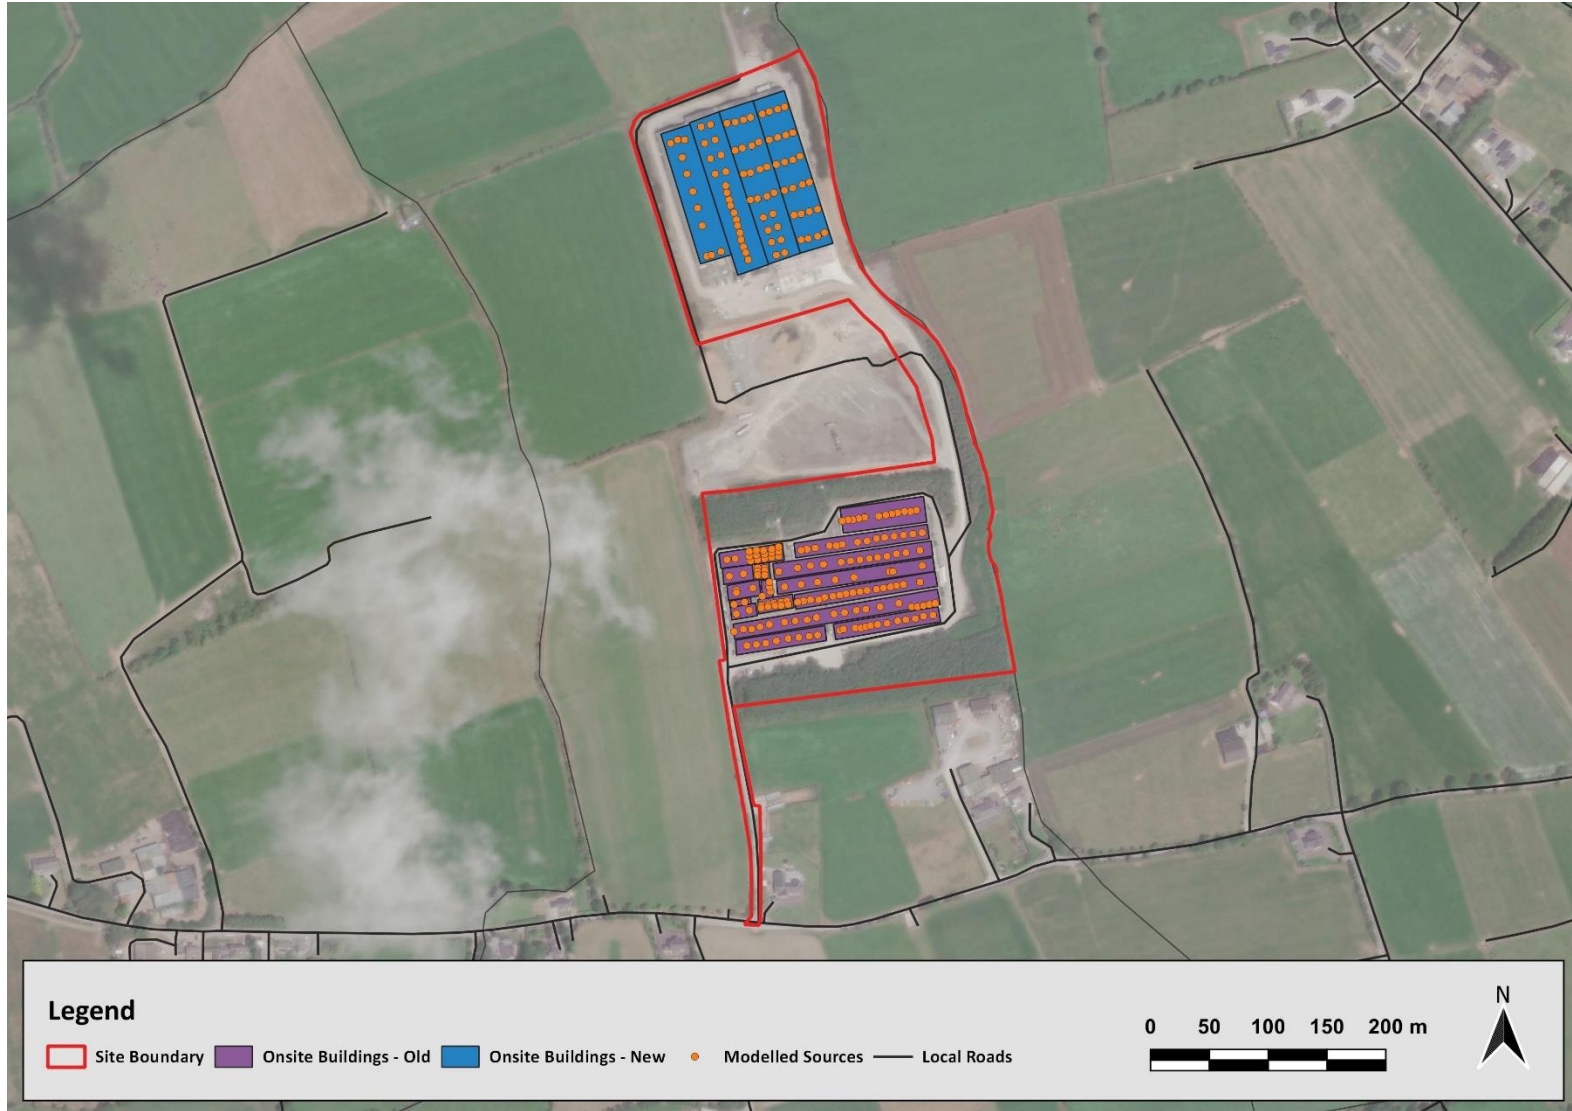 N
Legend
0 50 100 150 200 m
Site Boundary Onsite Buildings - Old Onsite Buildings - New Modelled Sources Local Roads